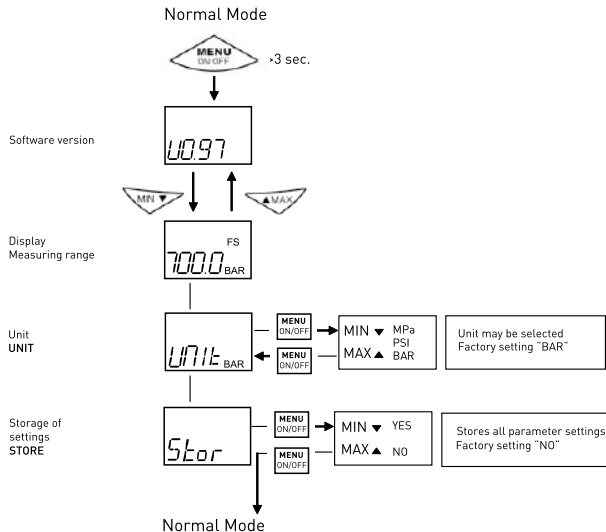 Normal Mode
MENU
ON/OFF
›3 sec.
Software version
U0.97
MIN ▼
▲MAX
Display
Measuring range
FS
700.0 BAR
Unit
UNIT
UNIt BAR
MENU
ON/OFF
MENU
ON/OFF
MIN ▼ MPa
PSI
MAX ▲ BAR
Unit may be selected
Factory setting "BAR"
Storage of
settings
STORE
Stor
MENU
ON/OFF
MENU
ON/OFF
MIN ▼ YES
MAX ▲ NO
Stores all parameter settings
Factory setting "NO"
Normal Mode